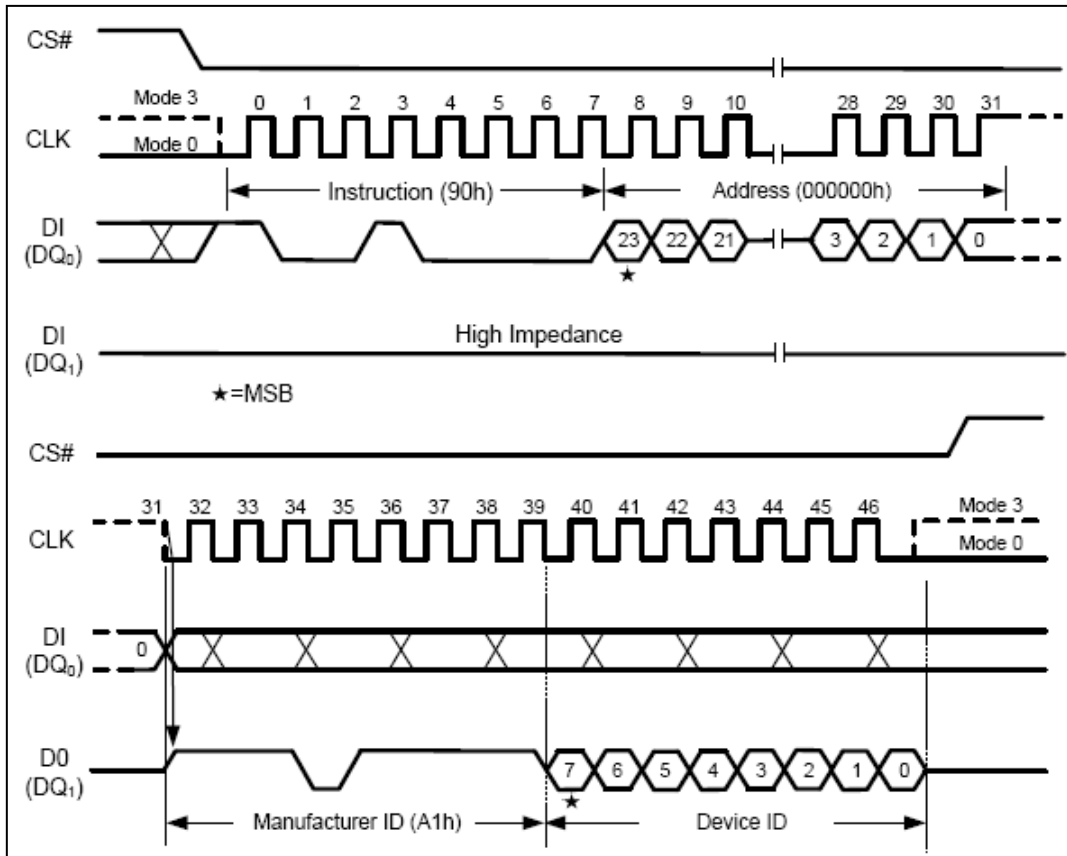 CS#
Mode 3
0 1 2 3 4 5 6 7 8 9 10 28 29 30 31
CLK
Mode 0
Instruction (90h) Address (000000h)
DI
(DQ0)
23 22 21 3 2 1 0
★
High Impedance
DI
(DQ1)
★=MSB
CS#
31 32 33 34 35 36 37 38 39 40 41 42 43 44 45 46
Mode 3
CLK
Mode 0
DI
(DQ0)
0
D0
(DQ1)
7 6 5 4 3 2 1 0
★
Manufacturer ID (A1h) Device ID